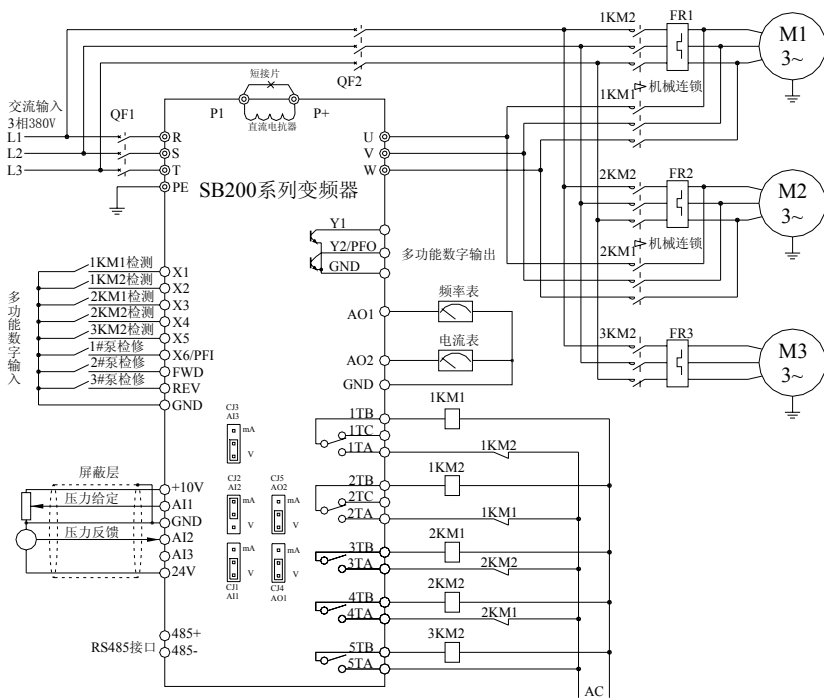 1KM2
FR1
M1
3~
短接片
QF2
机械连锁
交流输入
3相380V
QF1
P1
P+
直流电抗器
1KM1
L1
R
U
L2
S
V
L3
T
W
PE
SB200系列变频器
2KM2
FR2
M2
3~
Y1
Y2/PFO
GND
多功能数字输出
机械连锁
2KM1
多功能数字输入
1KM1检测
X1
1KM2检测
X2
2KM1检测
X3
2KM2检测
X4
3KM2检测
X5
1#泵检修
X6/PFI
2#泵检修
FWD
3#泵检修
REV
GND
AO1
频率表
AO2
电流表
GND
3KM2
FR3
M3
3~
CJ3
AI3
mA
V
1TB
1KM1
1TC
1TA
1KM2
屏蔽层
+10V
压力给定
AI1
GND
压力反馈
AI2
AI3
24V
CJ2
AI2
mA
V
CJ5
AO2
mA
V
2TB
1KM2
2TC
2TA
1KM1
mA
V
CJ1
AI1
mA
V
CJ4
AO1
3TB
2KM1
3TA
2KM2
4TB
2KM2
4TA
2KM1
RS485接口
485+
485-
5TB
3KM2
5TA
AC